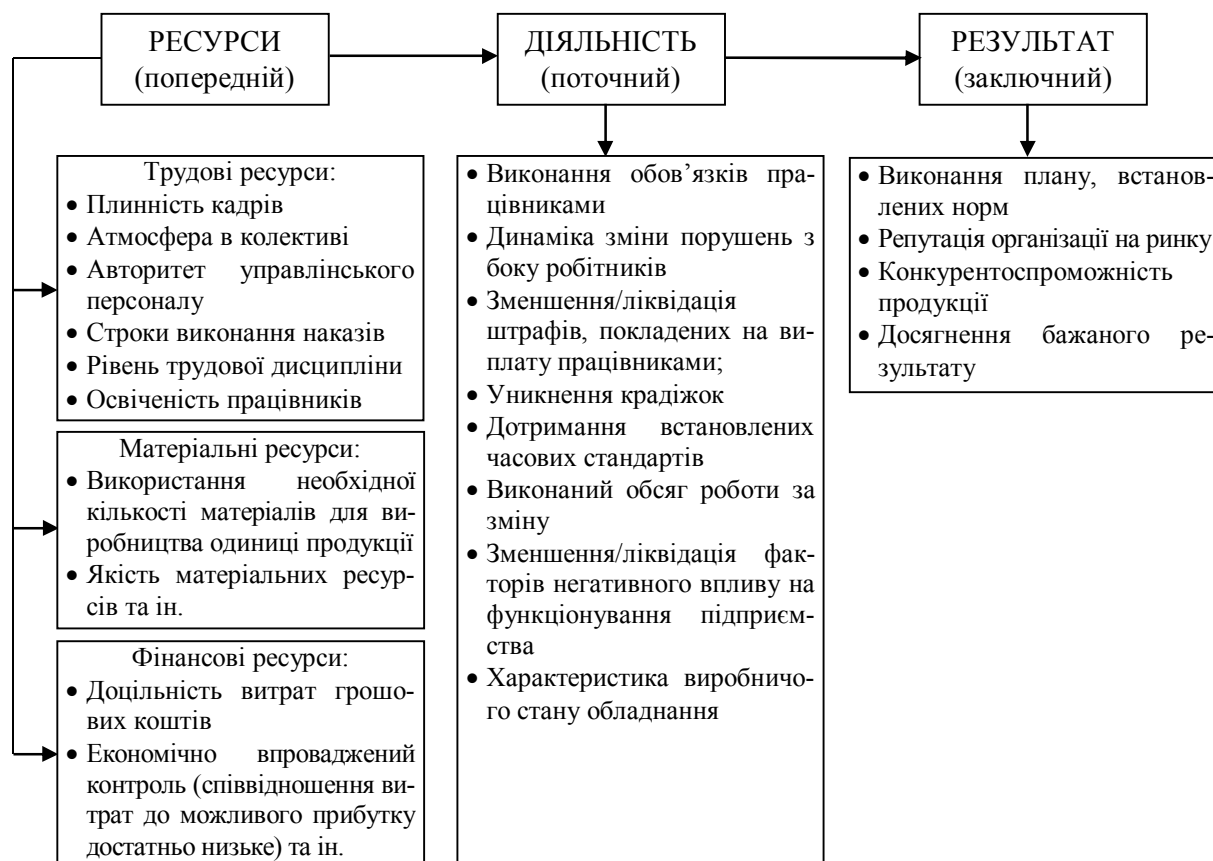 РЕСУРСИ
(попередній)
ДІЯЛЬНІСТЬ
(поточний)
РЕЗУЛЬТАТ
(заключний)
Трудові ресурси:
• Плинність кадрів
• Атмосфера в колективі
• Авторитет управлінського
персоналу
• Строки виконання наказів
• Рівень трудової дисципліни
• Освіченість працівників
Матеріальні ресурси:
• Використання необхідної
кількості матеріалів для ви-
робництва одиниці продукції
• Якість матеріальних ресур-
сів та ін.
Фінансові ресурси:
• Доцільність витрат грошо-
вих коштів
• Економічно впроваджений
контроль (співвідношення ви-
трат до можливого прибутку
достатньо низьке) та ін.
• Виконання обов’язків пра-
цівниками
• Динаміка зміни порушень з
боку робітників
• Зменшення/ліквідація
штрафів, покладених на ви-
плату працівниками;
• Уникнення крадіжок
• Дотримання встановлених
часових стандартів
• Виконаний обсяг роботи за
зміну
• Зменшення/ліквідація фак-
торів негативного впливу на
функціонування підприєм-
ства
• Характеристика виробничо-
го стану обладнання
• Виконання плану, встанов-
лених норм
• Репутація організації на ринку
• Конкурентоспроможність
продукції
• Досягнення бажаного ре-
зультату